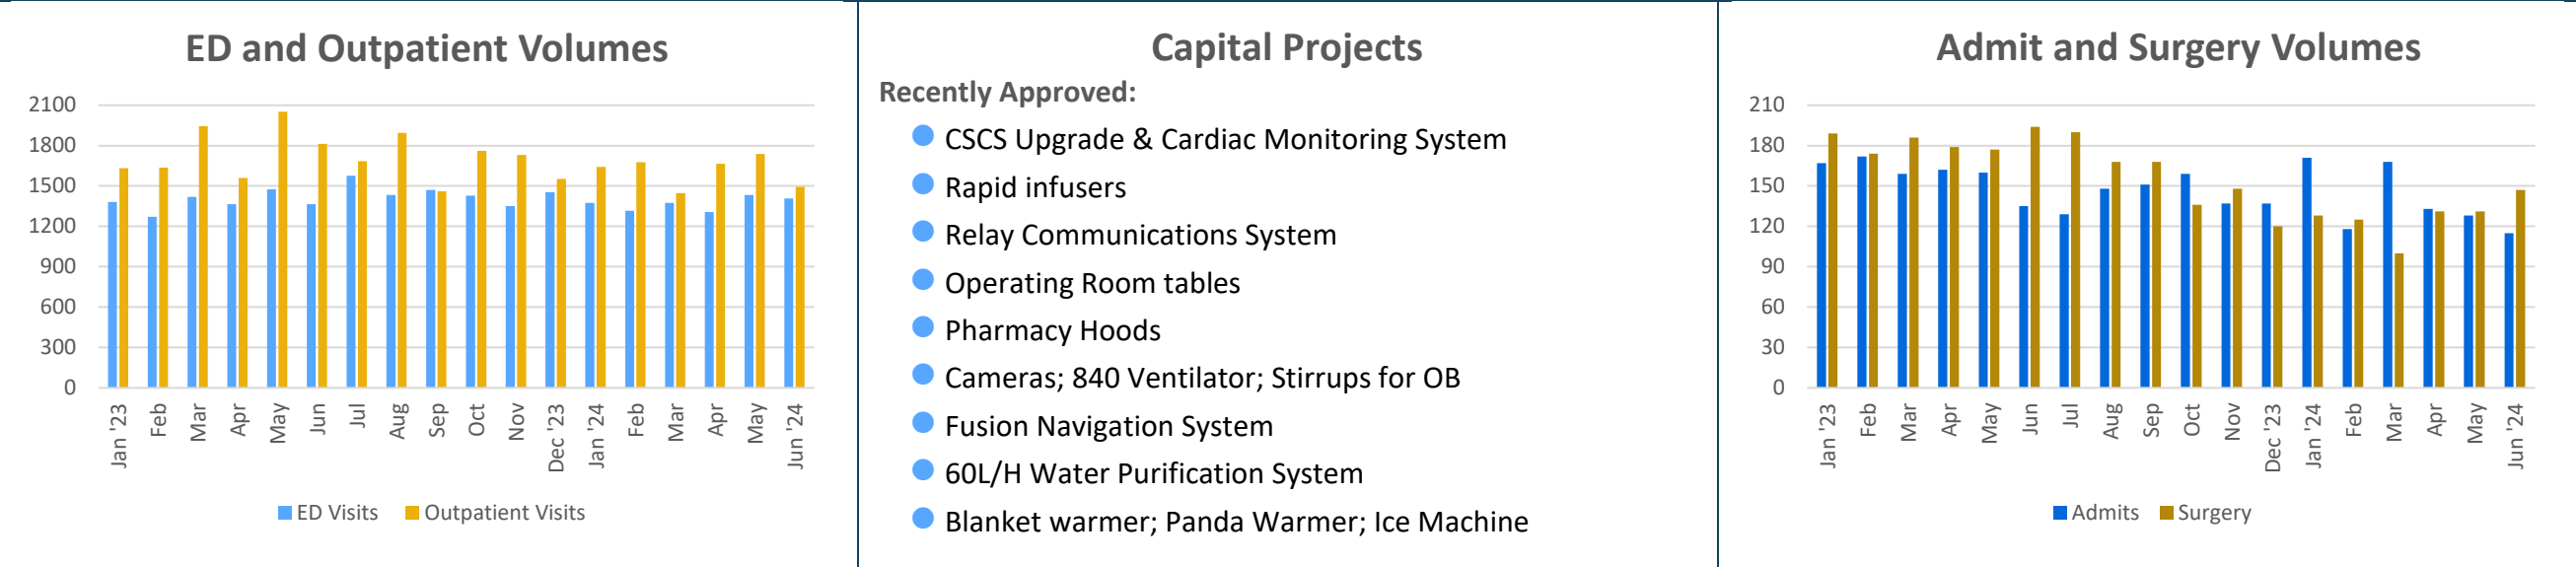 ED and Outpatient Volumes
2100
1800
1500
1200
900
600
300
0
Jan '23
Feb
Mar
Apr
May
Jun
Jul
Aug
Sep
Oct
Nov
Dec '23
Jan '24
Feb
Mar
Apr
May
Jun '24
ED Visits
Outpatient Visits
Capital Projects
Recently Approved:
CSCS Upgrade & Cardiac Monitoring System
Rapid infusers
Relay Communications System
Operating Room tables
Pharmacy Hoods
Cameras; 840 Ventilator; Stirrups for OB
Fusion Navigation System
60L/H Water Purification System
Blanket warmer; Panda Warmer; Ice Machine
Admit and Surgery Volumes
210
180
150
120
90
60
30
0
Jan '23
Feb
Mar
Apr
May
Jun
Jul
Aug
Sep
Oct
Nov
Dec '23
Jan '24
Feb
Mar
Apr
May
Jun '24
Admits
Surgery